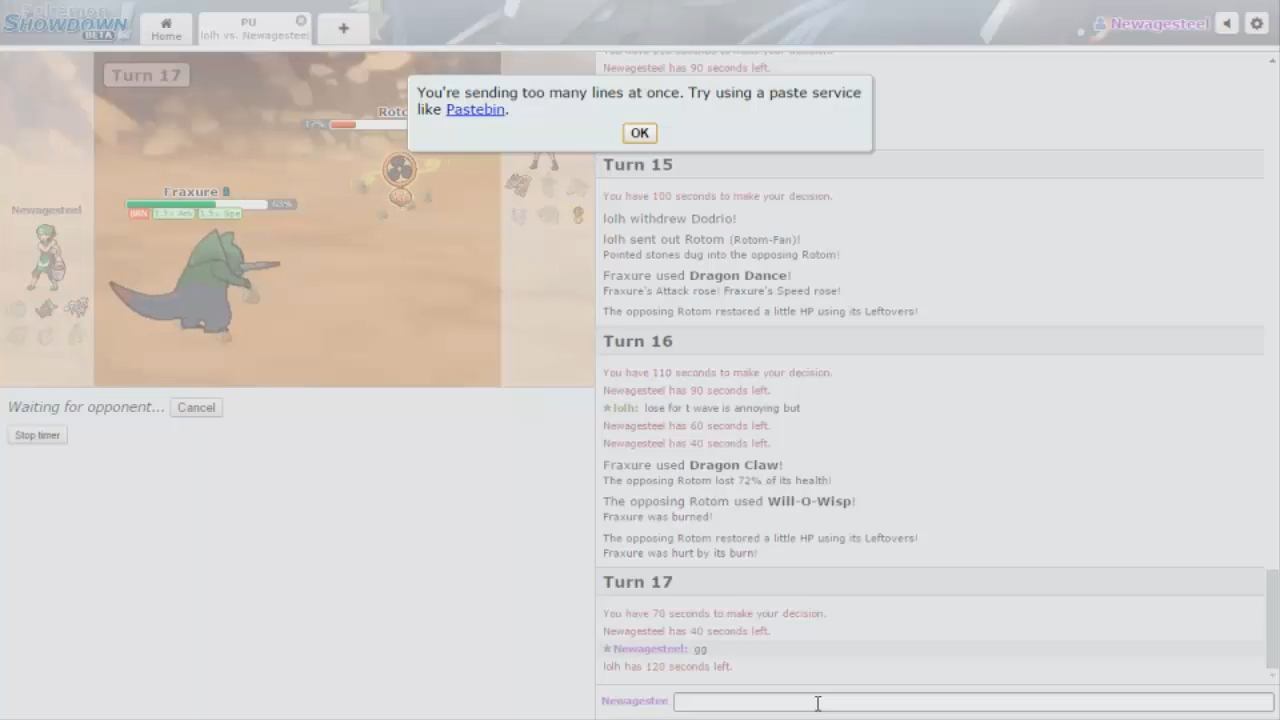 Pokemon
SHOWDOWN
BETA
Home
PU
lolh vs. Newagesteel
+
Newagesteel
Turn 17
Newagesteel has 90 seconds left.
You're sending too many lines at once. Try using a paste service
like Pastebin.
OK
Fraxure
BRN
Newagesteel
Waiting for opponent... Cancel
Stop timer
Turn 15
You have 100 seconds to make your decision.
lolh withdrew Dodrio!
lolh sent out Rotom (Rotom-Fan)!
Pointed stones dug into the opposing Rotom!
Fraxure used Dragon Dance!
Fraxure's Attack rose! Fraxure's Speed rose!
The opposing Rotom restored a little HP using its Leftovers!
Turn 16
You have 110 seconds to make your decision.
Newagesteel has 90 seconds left.
☆lolh: lose for t wave is annoying but
Newagesteel has 60 seconds left.
Newagesteel has 40 seconds left.
Fraxure used Dragon Claw!
The opposing Rotom lost 72% of its health!
The opposing Rotom used Will-O-Wisp!
Fraxure was burned!
The opposing Rotom restored a little HP using its Leftovers!
Fraxure was hurt by its burn!
Turn 17
You have 70 seconds to make your decision.
Newagesteel has 40 seconds left.
☆Newagesteel: gg
lolh has 120 seconds left.
Newagestee